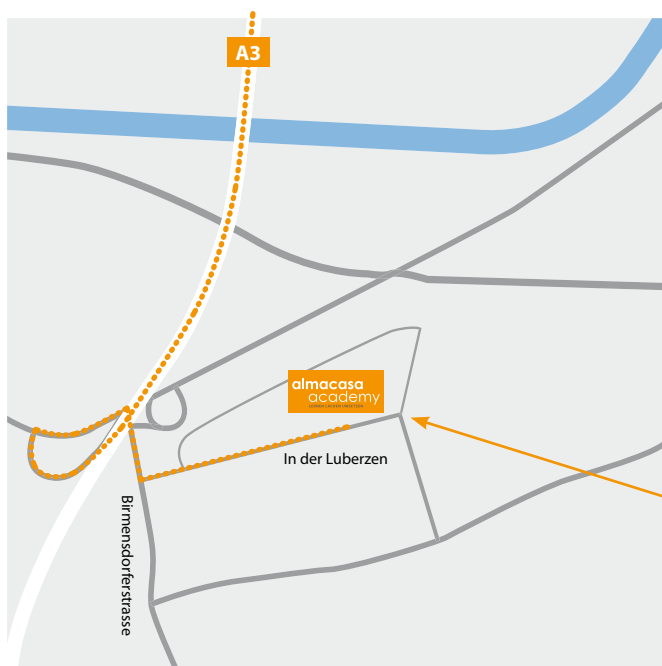 A3
almacasa
academy
In der Luberzen
Birmensdorferstrasse